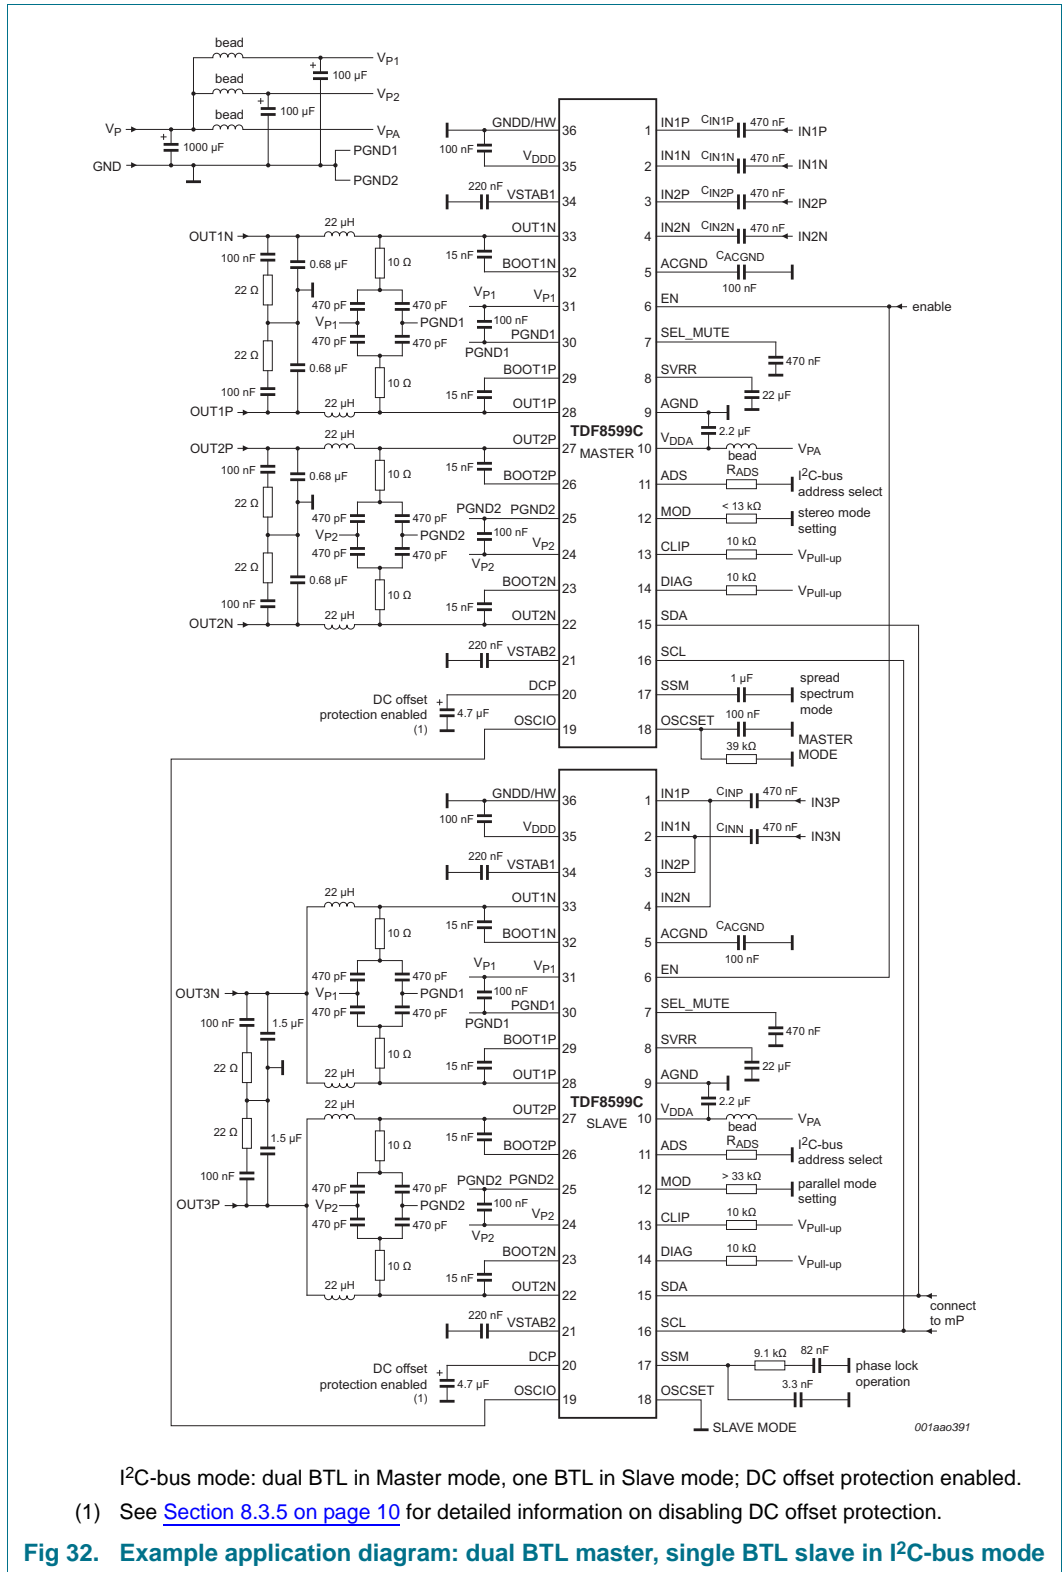 bead
VP1
100 µF
bead
VP2
100 µF
bead
VP
VPA
1000 µF
GND
PGND1
PGND2
GNDD/HW 36
100 nF
VDDD 35
220 nF VSTAB1 34
22 µH
OUT1N
OUT1N 33
100 nF
0.68 µF
10 Ω
15 nF
BOOT1N 32
22 Ω
470 pF
470 pF
VP1
VP1 31
VP1
PGND1
100 nF
470 pF
470 pF
PGND1
PGND1 30
22 Ω
0.68 µF
10 Ω
15 nF
BOOT1P 29
100 nF
22 µH
OUT1P
OUT1P 28
22 µH
OUT2P
OUT2P 27
100 nF
0.68 µF
10 Ω
15 nF
BOOT2P 26
22 Ω
470 pF
470 pF
PGND2
PGND2 25
VP2
PGND2
100 nF
470 pF
470 pF
VP2
VP2 24
22 Ω
0.68 µF
10 Ω
15 nF
BOOT2N 23
100 nF
22 µH
OUT2N
OUT2N 22
220 nF VSTAB2 21
DC offset
protection enabled
(1)
4.7 µF
DCP 20
OSCIO 19
TDF8599C
MASTER
1 IN1P CIN1P 470 nF IN1P
2 IN1N CIN1N 470 nF IN1N
3 IN2P CIN2P 470 nF IN2P
4 IN2N CIN2N 470 nF IN2N
5 ACGND CACGND
100 nF
6 EN enable
7 SEL_MUTE
470 nF
8 SVRR
22 µF
9 AGND
2.2 µF
10 VDDA bead VPA
11 ADS RADS I2C-bus
address select
12 MOD < 13 kΩ stereo mode
setting
13 CLIP 10 kΩ VPull-up
14 DIAG 10 kΩ VPull-up
15 SDA
16 SCL
17 SSM 1 µF spread
spectrum
mode
18 OSCSET 100 nF
39 kΩ
MASTER
MODE
GNDD/HW 36
100 nF
VDDD 35
220 nF VSTAB1 34
22 µH
OUT1N 33
10 Ω
15 nF
BOOT1N 32
470 pF
470 pF
VP1
VP1 31
OUT3N
VP1
PGND1
100 nF
100 nF
1.5 µF
470 pF
470 pF
PGND1
PGND1 30
10 Ω
15 nF
BOOT1P 29
22 Ω
22 µH
OUT1P 28
22 µH
OUT2P 27
22 Ω
1.5 µF
10 Ω
15 nF
BOOT2P 26
100 nF
470 pF
470 pF
PGND2
PGND2 25
OUT3P
VP2
PGND2
100 nF
470 pF
470 pF
VP2
VP2 24
10 Ω
15 nF
BOOT2N 23
22 µH
OUT2N 22
220 nF VSTAB2 21
DC offset
protection enabled
(1)
4.7 µF
DCP 20
OSCIO 19
TDF8599C
SLAVE
1 IN1P CINP 470 nF IN3P
2 IN1N CINN 470 nF IN3N
3 IN2P
4 IN2N
5 ACGND CACGND
100 nF
6 EN
7 SEL_MUTE
470 nF
8 SVRR
22 µF
9 AGND
2.2 µF
10 VDDA bead VPA
11 ADS RADS I2C-bus
address select
12 MOD > 33 kΩ parallel mode
setting
13 CLIP 10 kΩ VPull-up
14 DIAG 10 kΩ VPull-up
15 SDA
connect
to mP
16 SCL
17 SSM 9.1 kΩ 82 nF phase lock
operation
3.3 nF
18 OSCSET
SLAVE MODE
001aao391
I2C-bus mode: dual BTL in Master mode, one BTL in Slave mode; DC offset protection enabled.
(1) See Section 8.3.5 on page 10 for detailed information on disabling DC offset protection.
Fig 32. Example application diagram: dual BTL master, single BTL slave in I2C-bus mode